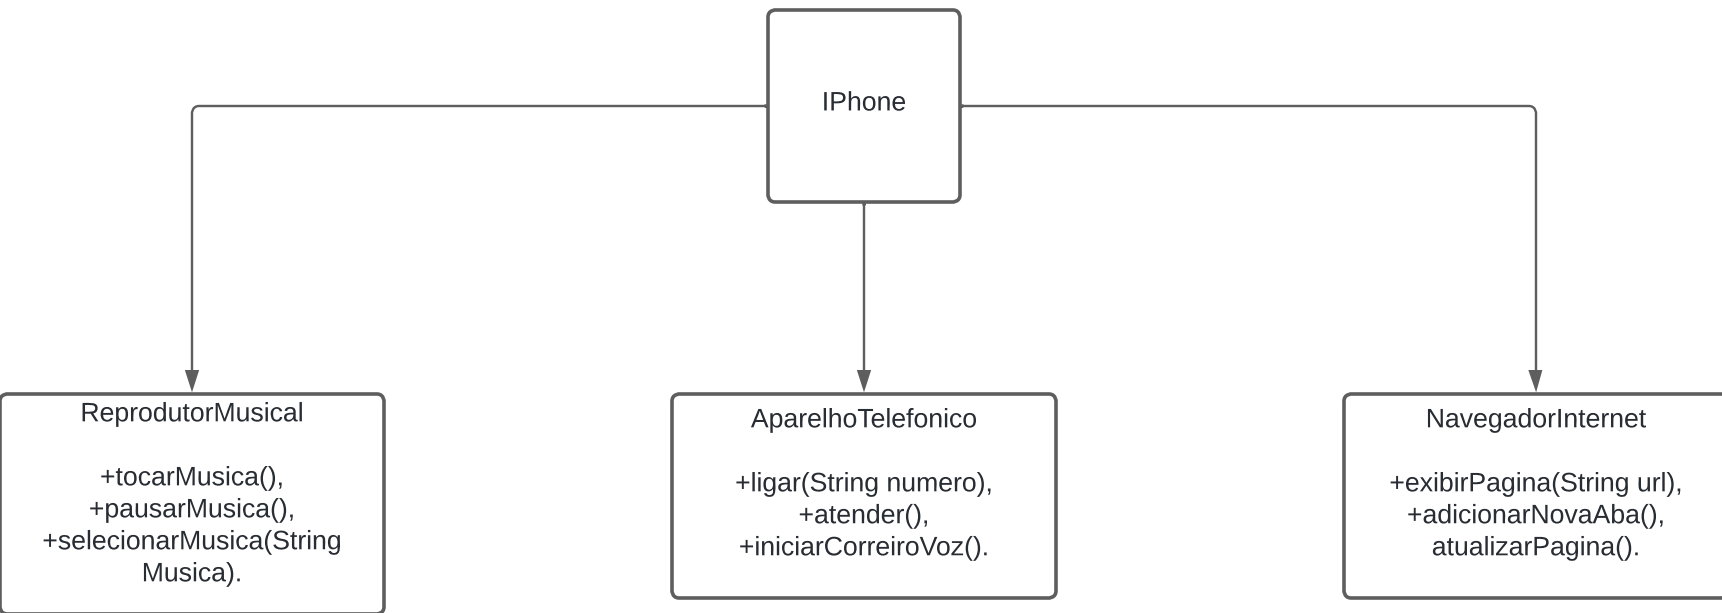 IPhone
ReprodutorMusical
+tocarMusica(),
+pausarMusica(),
+selecionarMusica(String
Musica).
AparelhoTelefonico
+ligar(String numero),
+atender(),
+iniciarCorreiroVoz().
NavegadorInternet
+exibirPagina(String url),
+adicionarNovaAba(),
atualizarPagina().